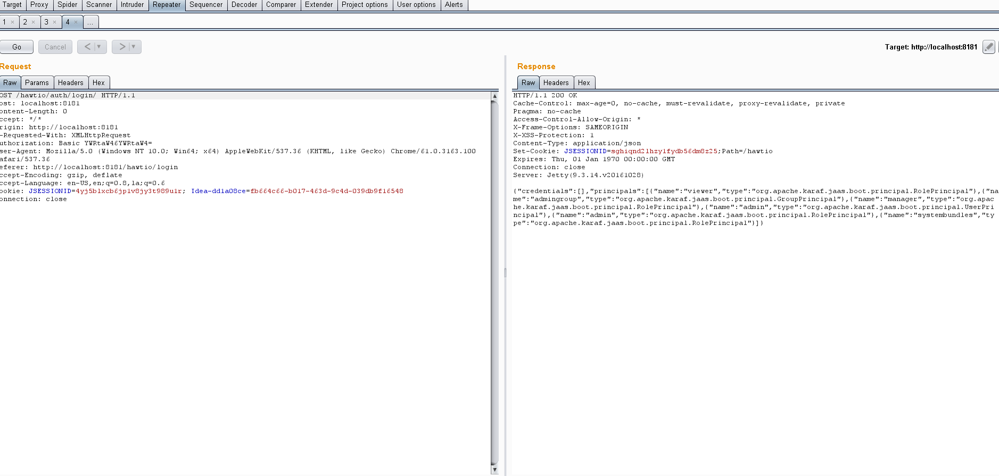 Target Proxy Spider Scanner Intruder Repeater Sequencer Decoder Comparer Extender Project options User options Alerts
1 × 2 × 3 × 4 × ...
Go Cancel < ▼ > ▼ Target: http://localhost:8181
Request
Raw Params Headers Hex
OST /hawtio/auth/login/ HTTP/1.1
ost: localhost:8181
ontent-Length: 0
ccept: */*
rigin: http://localhost:8181
-Requested-With: XMLHttpRequest
uthorization: Basic YWRtaW46YWRtaW4=
ser-Agent: Mozilla/5.0 (Windows NT 10.0; Win64; x64) AppleWebKit/537.36 (KHTML, like Gecko) Chrome/61.0.3163.100
afari/537.36
eferer: http://localhost:8181/hawtio/login
ccept-Encoding: gzip, deflate
ccept-Language: en-US,en;q=0.8,la;q=0.6
ookie: JSESSIONID=4yj5blxcb6jp1v8jy3t989u1r; Idea-dd1a08ce=fb664c66-b017-463d-9c4d-039db9f16548
onnection: close
Response
Raw Headers Hex
HTTP/1.1 200 OK
Cache-Control: max-age=0, no-cache, must-revalidate, proxy-revalidate, private
Pragma: no-cache
Access-Control-Allow-Origin: *
X-Frame-Options: SAMEORIGIN
X-XSS-Protection: 1
Content-Type: application/json
Set-Cookie: JSESSIONID=sghiqnd21hzy1fydb56dm8z25;Path=/hawtio
Expires: Thu, 01 Jan 1970 00:00:00 GMT
Connection: close
Server: Jetty(9.3.14.v20161028)
{"credentials":[],"principals":[{"name":"viewer","type":"org.apache.karaf.jaas.boot.principal.RolePrincipal"},{"na
me":"admingroup","type":"org.apache.karaf.jaas.boot.principal.GroupPrincipal"},{"name":"manager","type":"org.apac
he.karaf.jaas.boot.principal.RolePrincipal"},{"name":"admin","type":"org.apache.karaf.jaas.boot.principal.UserPri
ncipal"},{"name":"admin","type":"org.apache.karaf.jaas.boot.principal.RolePrincipal"},{"name":"systembundles","ty
pe":"org.apache.karaf.jaas.boot.principal.RolePrincipal"}]}